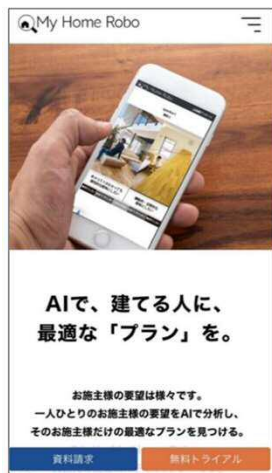 My Home Robo
AIで、建てる人に、
最適な「プラン」を。
お施主様の要望は様々です。
一人ひとりのお施主様の要望をAIで分析し、
そのお施主様だけの最適なプランを見つける。
資料請求
無料トライアル